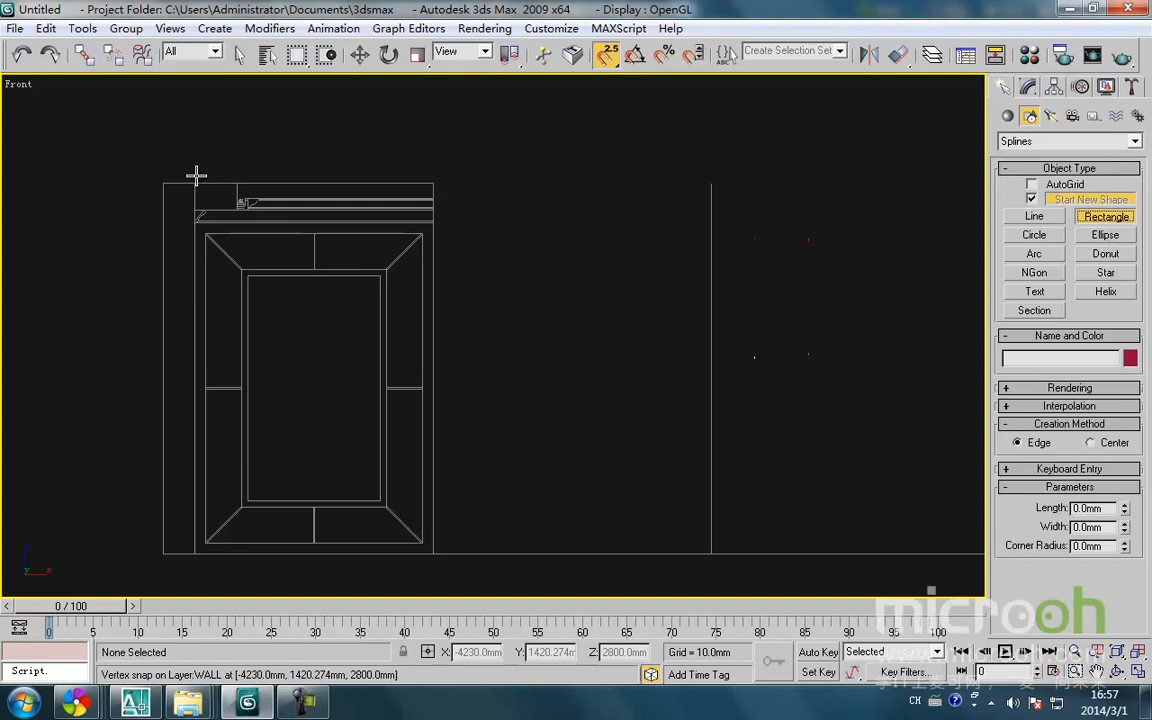 Untitled - Project Folder: C:\Users\Administrator\Documents\3dsmax - Autodesk 3ds Max 2009 x64 - Display : OpenGL
File Edit Tools Group Views Create Modifiers Animation Graph Editors Rendering Customize MAXScript Help
All View 2.5 Create Selection Set
Front
Splines
- Object Type
AutoGrid
Start New Shape
Line Rectangle
Circle Ellipse
Arc Donut
NGon Star
Text Helix
Section
- Name and Color
+ Rendering
+ Interpolation
- Creation Method
Edge Center
+ Keyboard Entry
- Parameters
Length: 0.0mm
Width: 0.0mm
Corner Radius: 0.0mm
microoh
0 / 100
0 5 10 15 20 25 30 35 40 45 50 55 60 65 70 75 80 85 90 95 100
None Selected X: -4230.0mm Y: 1420.274m Z: 2800.0mm Grid = 10.0mm Auto Key Selected
Script. Vertex snap on Layer:WALL at [-4230.0mm, 1420.274mm, 2800.0mm] Add Time Tag Set Key Key Filters... 0
CH 16:57
2014/3/1